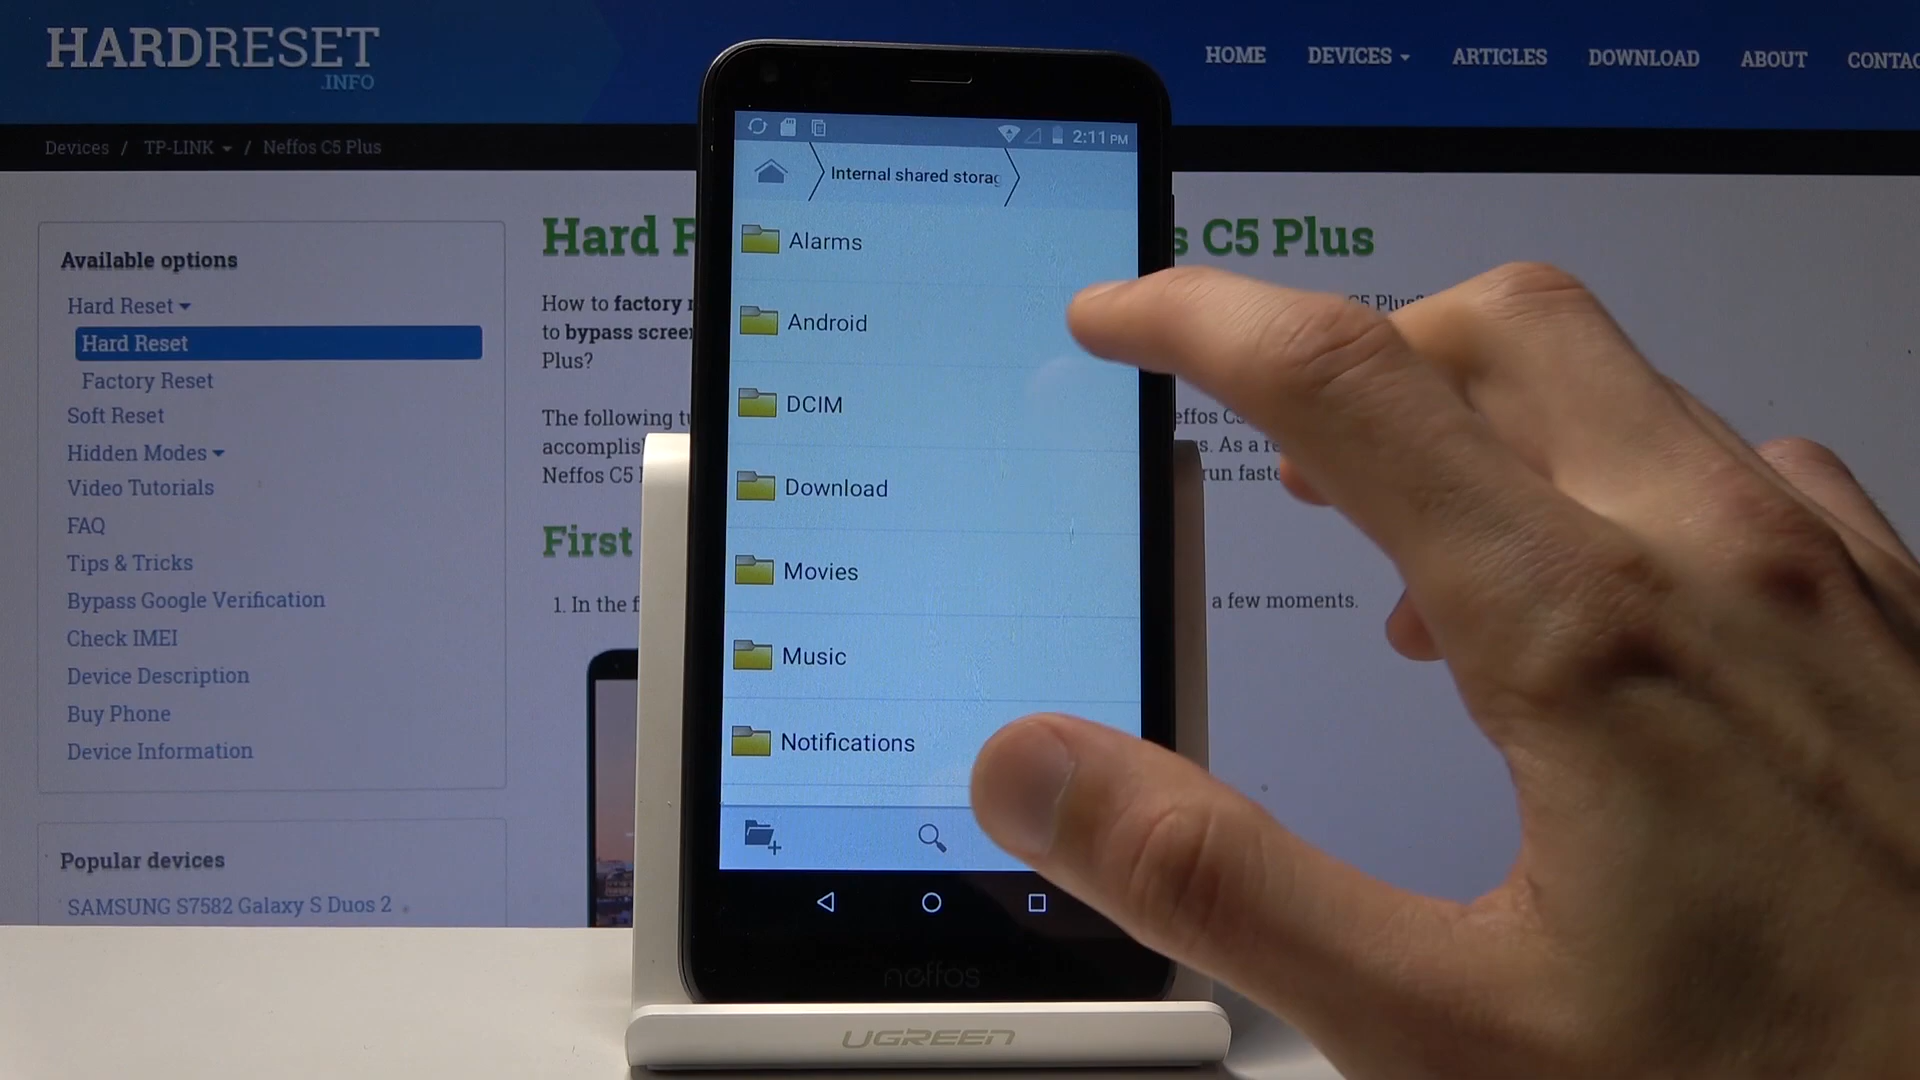 HARDRESET
.INFO
HOME DEVICES ARTICLES DOWNLOAD ABOUT
Devices / TP-LINK / Neffos C5 Plus
Available options
Hard Reset
Hard Reset
Factory Reset
Soft Reset
Hidden Modes
Video Tutorials
FAQ
Tips & Tricks
Bypass Google Verification
Check IMEI
Device Description
Buy Phone
Device Information
Popular devices
SAMSUNG S7582 Galaxy S Duos 2
Hard C5 Plus
How to factory
to bypass
Plus?
The following
Neffos C5
As a
run
First
1. In the a few moments.
2:11 PM
Internal shared
Alarms
Android
DCIM
Download
Movies
Music
Notifications
neffos
UGREEN